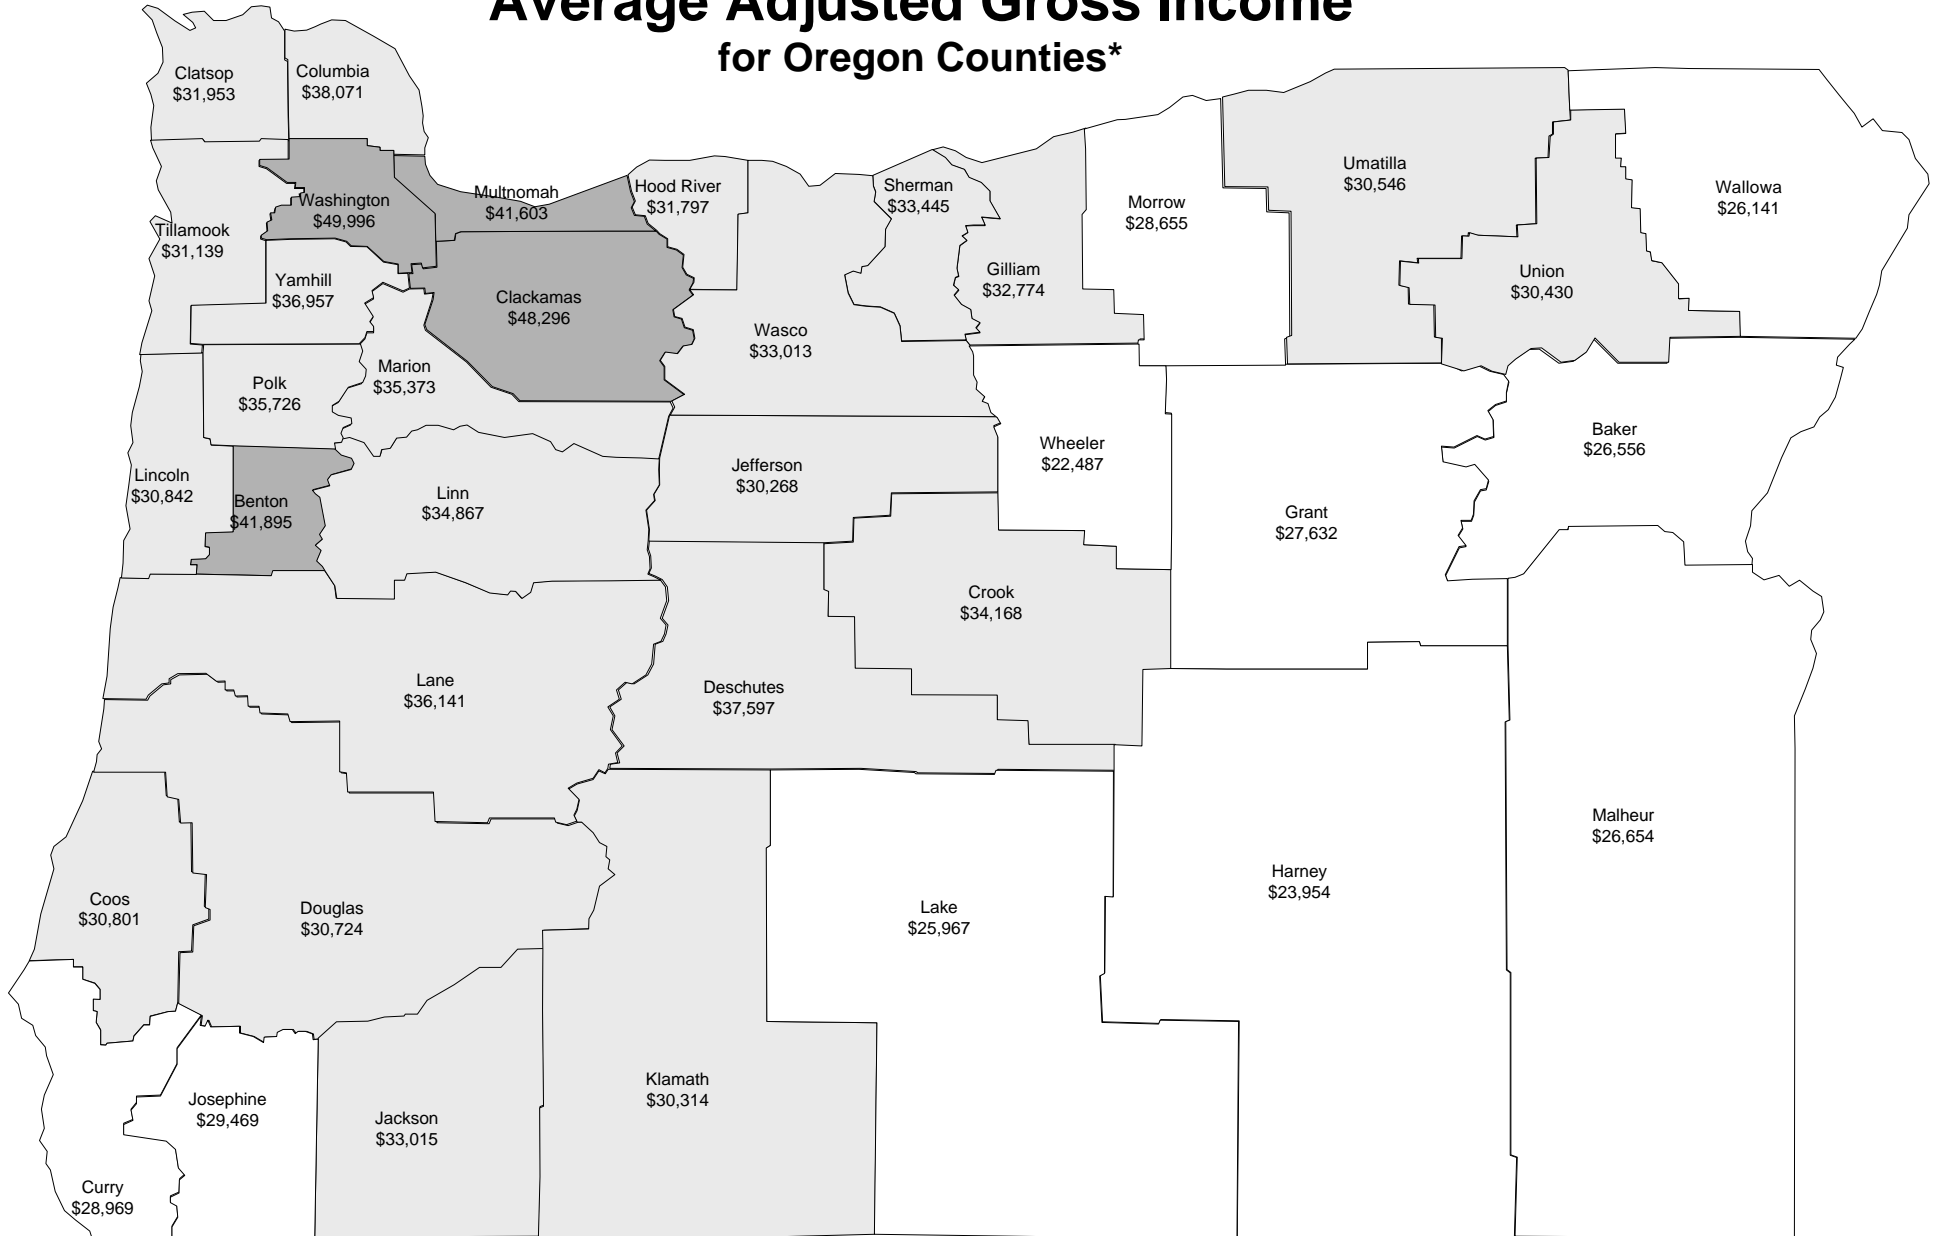 Average Adjusted Gross Income
for Oregon Counties*
Clatsop
$31,953
Columbia
$38,071
Washington
$49,996
Multnomah
$41,603
Hood River
$31,797
Sherman
$33,445
Gilliam
$32,774
Morrow
$28,655
Umatilla
$30,546
Union
$30,430
Wallowa
$26,141
Tillamook
$31,139
Yamhill
$36,957
Clackamas
$48,296
Wasco
$33,013
Polk
$35,726
Marion
$35,373
Lincoln
$30,842
Benton
$41,895
Linn
$34,867
Jefferson
$30,268
Wheeler
$22,487
Grant
$27,632
Baker
$26,556
Crook
$34,168
Lane
$36,141
Deschutes
$37,597
Malheur
$26,654
Harney
$23,954
Coos
$30,801
Douglas
$30,724
Lake
$25,967
Klamath
$30,314
Josephine
$29,469
Jackson
$33,015
Curry
$28,969